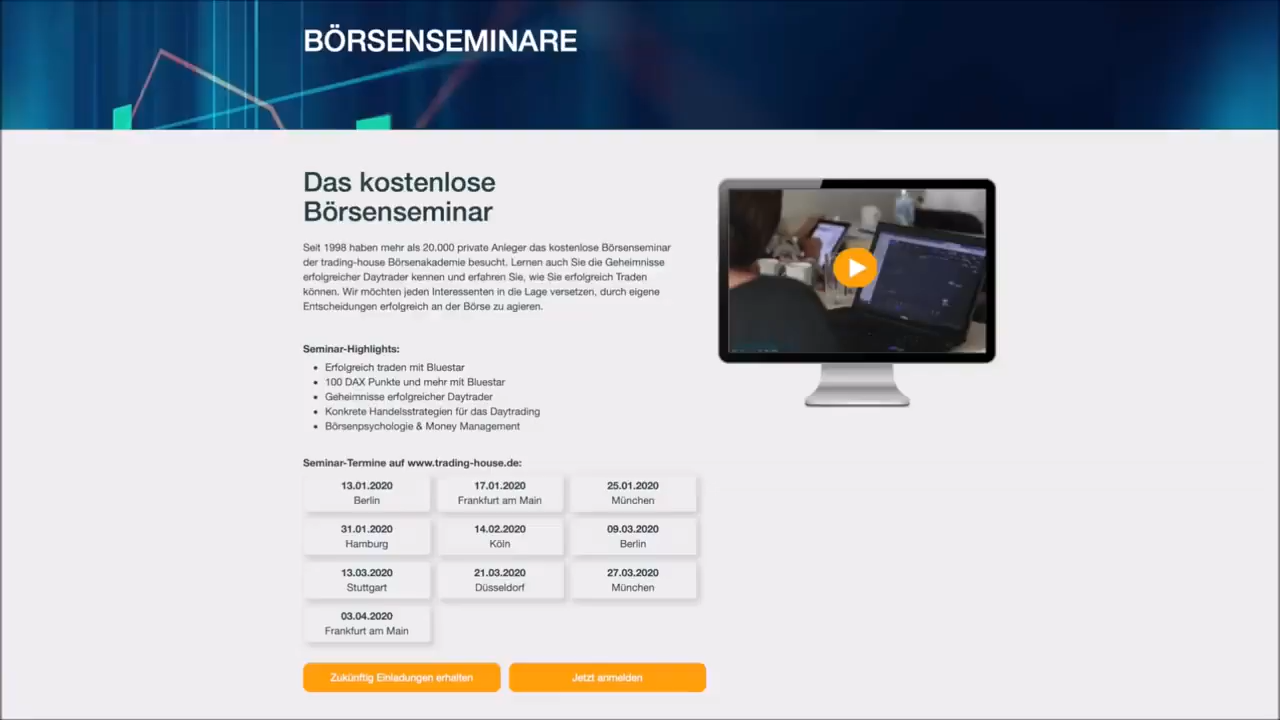 BÖRSENSEMINARE
Das kostenlose
Börsenseminar
Seit 1998 haben mehr als 20.000 private Anleger das kostenlose Börsenseminar
der trading-house Börsenakademie besucht. Lernen auch Sie die Geheimnisse
erfolgreicher Daytrader kennen und erfahren Sie, wie Sie erfolgreich Traden
können. Wir möchten jeden Interessenten in die Lage versetzen, durch eigene
Entscheidungen erfolgreich an der Börse zu agieren.
Seminar-Highlights:
• Erfolgreich traden mit Bluestar
• 100 DAX Punkte und mehr mit Bluestar
• Geheimnisse erfolgreicher Daytrader
• Konkrete Handelsstrategien für das Daytrading
• Börsenpsychologie & Money Management
Seminar-Termine auf www.trading-house.de:
13.01.2020
Berlin
17.01.2020
Frankfurt am Main
25.01.2020
München
31.01.2020
Hamburg
14.02.2020
Köln
09.03.2020
Berlin
13.03.2020
Stuttgart
21.03.2020
Düsseldorf
27.03.2020
München
03.04.2020
Frankfurt am Main
Zukünftig Einladungen erhalten
Jetzt anmelden